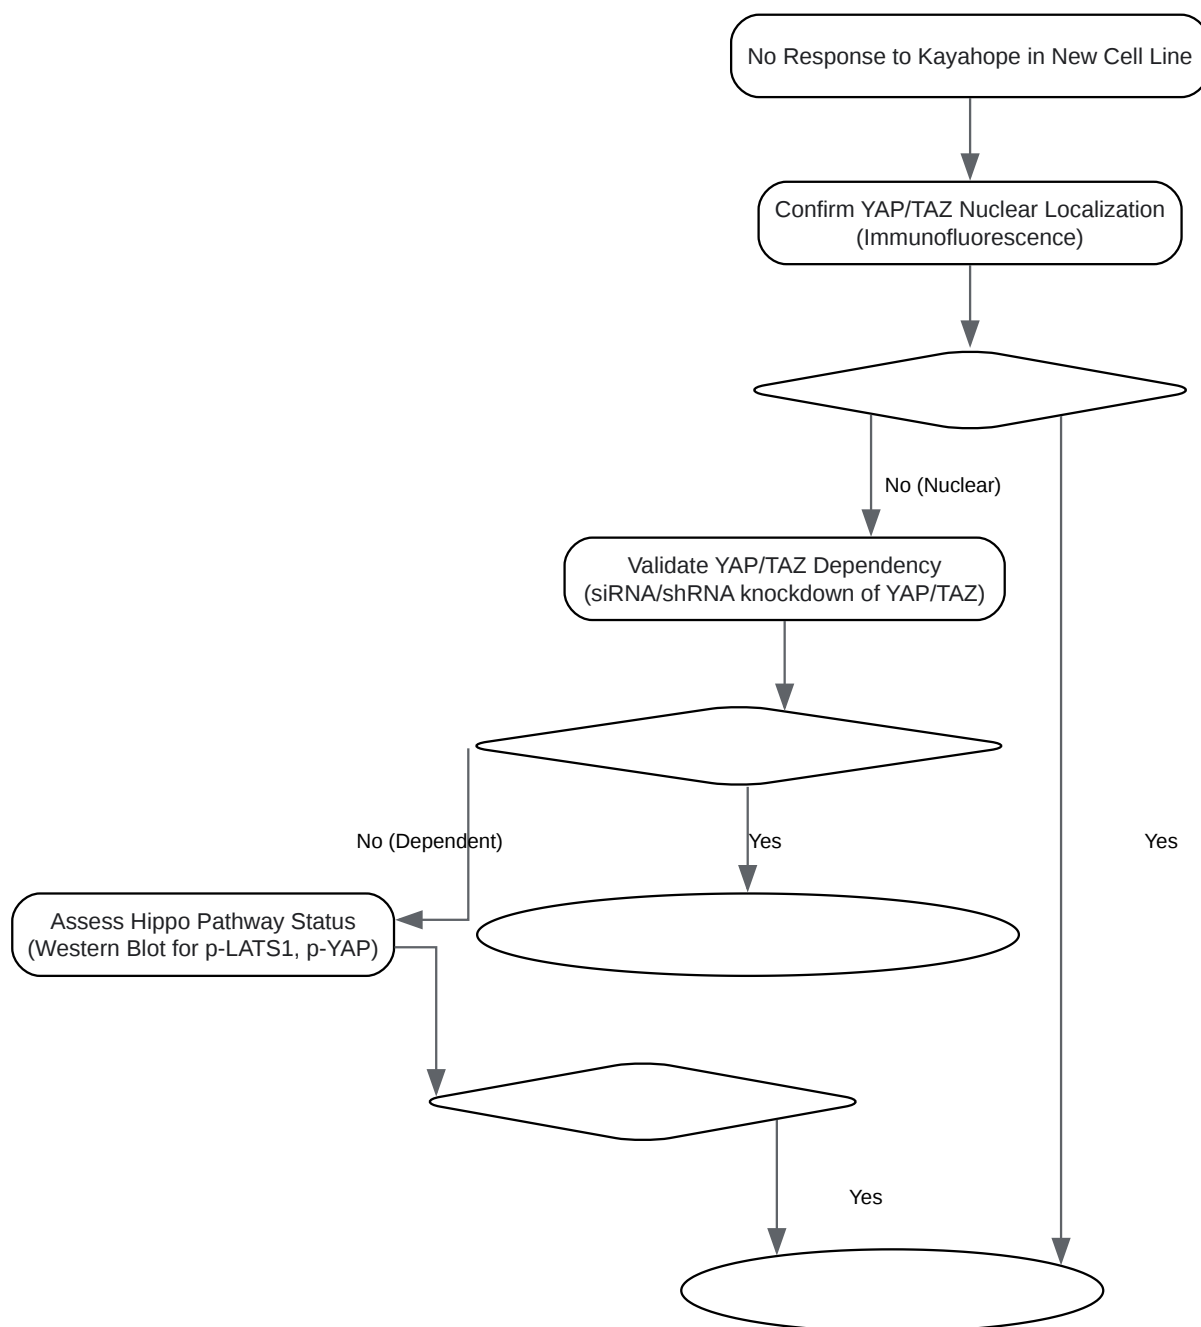 No Response to Kayahope in New Cell Line
Confirm YAP/TAZ Nuclear Localization
(Immunofluorescence)
No (Nuclear)
Validate YAP/TAZ Dependency
(siRNA/shRNA knockdown of YAP/TAZ)
No (Dependent)
Yes
Yes
Assess Hippo Pathway Status
(Western Blot for p-LATS1, p-YAP)
Yes